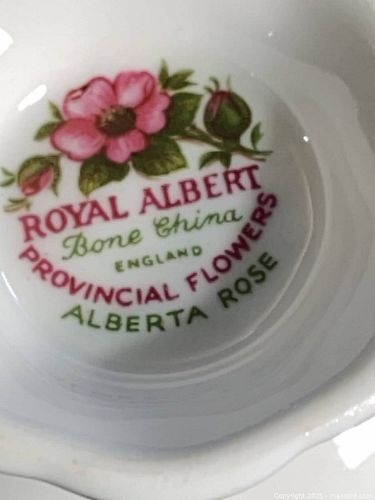 ROYAL ALBERT
Bone China
ENGLAND
PROVINCIAL FLOWERS
ALBERTA ROSE